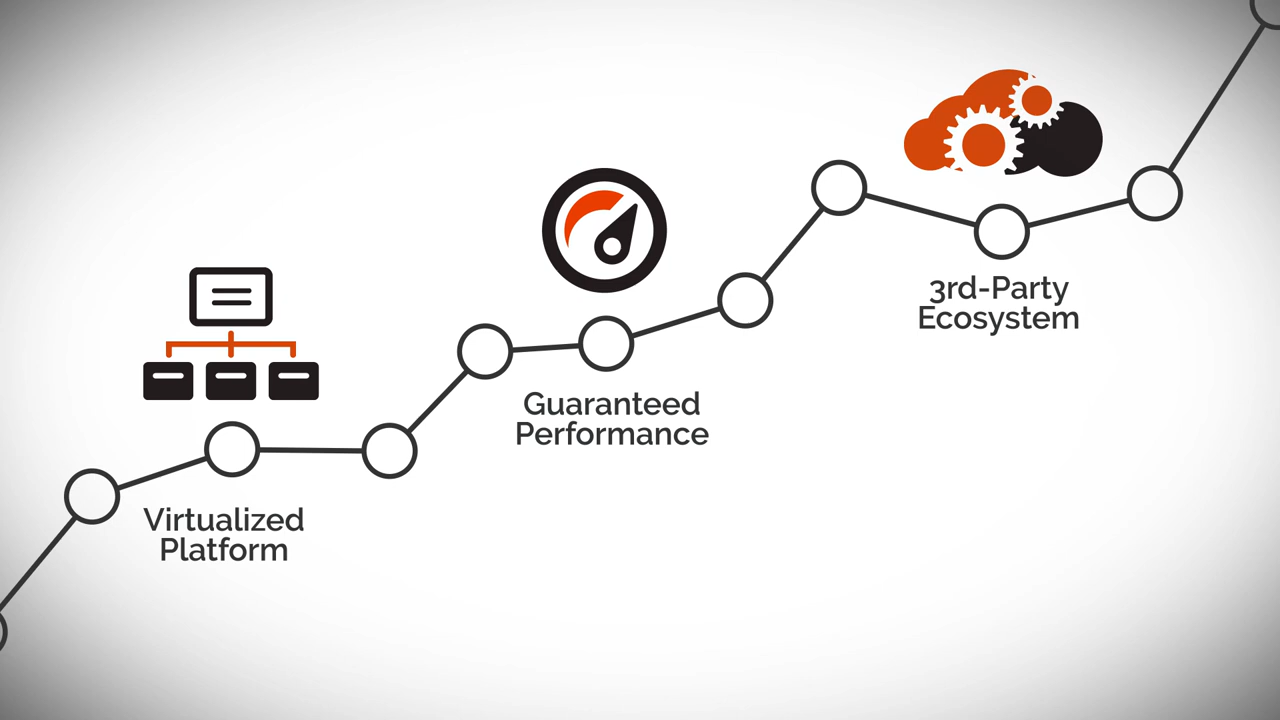 Virtualized
Platform
Guaranteed
Performance
3rd-Party
Ecosystem